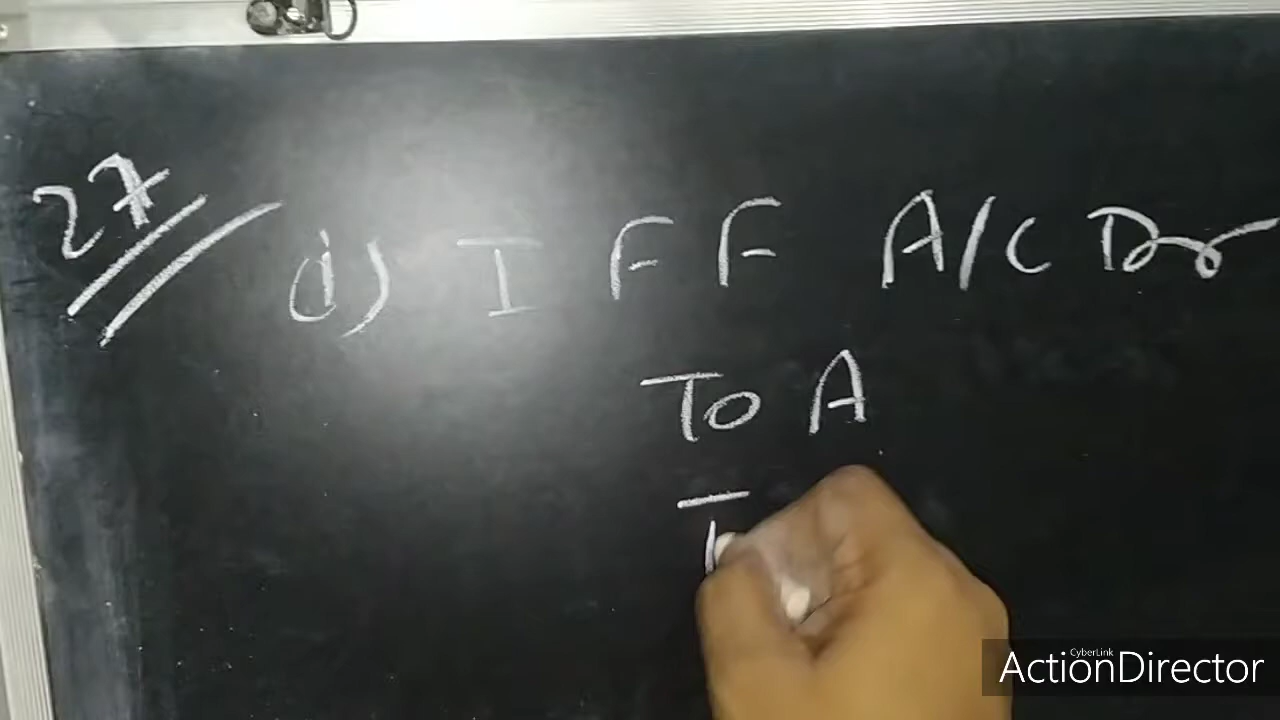 27
(i) I F F A/C Dr
To A
CyberLink
ActionDirector